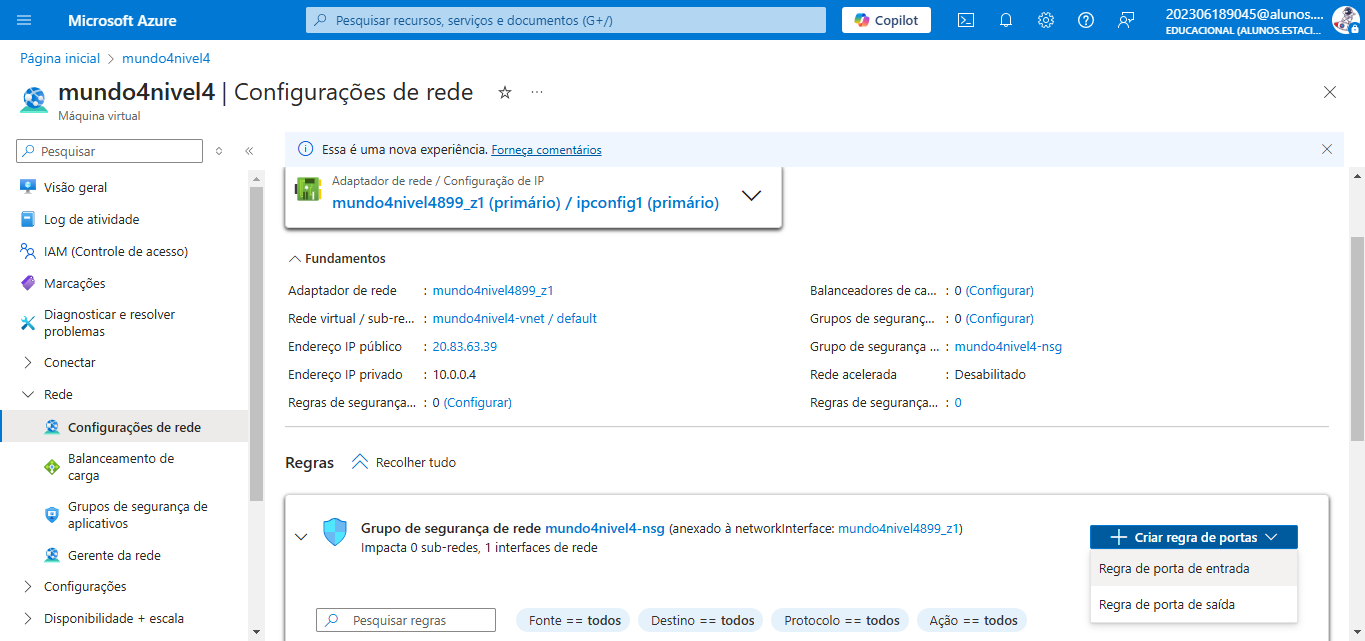 Microsoft Azure
Pesquisar recursos, serviços e documentos (G+/)
Copilot
202306189045@alunos....
EDUCACIONAL (ALUNOS.ESTACI...
Página inicial > mundo4nivel4
mundo4nivel4 | Configurações de rede
Máquina virtual
Pesquisar
Visão geral
Log de atividade
IAM (Controle de acesso)
Marcações
Diagnosticar e resolver
problemas
Conectar
Rede
Configurações de rede
Balanceamento de
carga
Grupos de segurança de
aplicativos
Gerente da rede
Configurações
Disponibilidade + escala
Essa é uma nova experiência. Forneça comentários
Adaptador de rede / Configuração de IP
mundo4nivel4899_z1 (primário) / ipconfig1 (primário)
Fundamentos
Adaptador de rede : mundo4nivel4899_z1
Rede virtual / sub-re... : mundo4nivel4-vnet / default
Endereço IP público : 20.83.63.39
Endereço IP privado : 10.0.0.4
Regras de segurança... : 0 (Configurar)
Balanceadores de ca... : 0 (Configurar)
Grupos de seguranç... : 0 (Configurar)
Grupo de segurança ... : mundo4nivel4-nsg
Rede acelerada : Desabilitado
Regras de segurança... : 0
Regras Recolher tudo
Grupo de segurança de rede mundo4nivel4-nsg (anexado à networkInterface: mundo4nivel4899_z1)
Impacta 0 sub-redes, 1 interfaces de rede
Criar regra de portas
Regra de porta de entrada
Regra de porta de saída
Pesquisar regras
Fonte == todos
Destino == todos
Protocolo == todos
Ação == todos